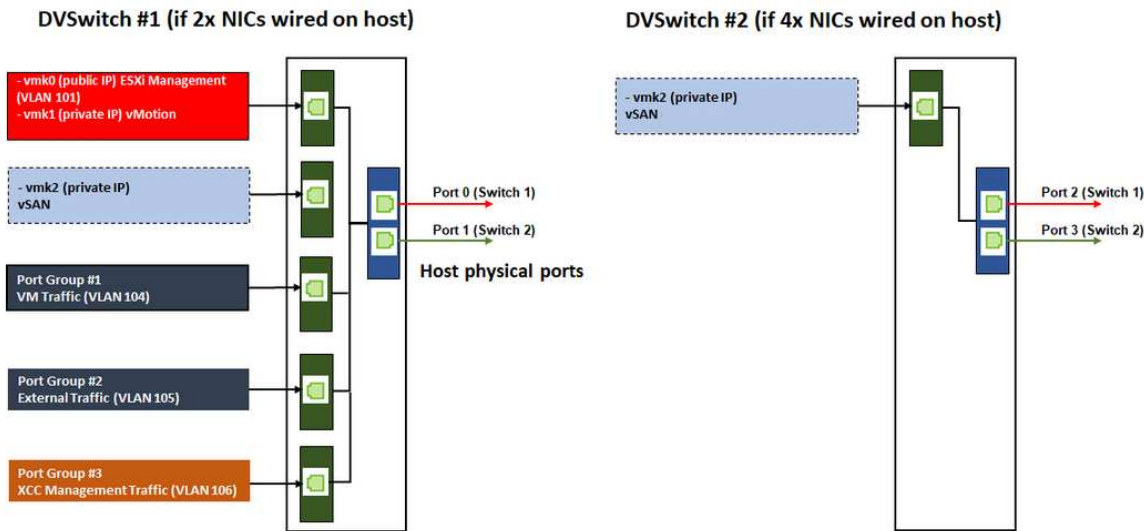 DVSwitch #1 (if 2x NICs wired on host)
DVSwitch #2 (if 4x NICs wired on host)
- vmk0 (public IP) ESXi Management
(VLAN 101)
- vmk1 (private IP) vMotion
- vmk2 (private IP)
vSAN
Port Group #1
VM Traffic (VLAN 104)
Port Group #2
External Traffic (VLAN 105)
Port Group #3
XCC Management Traffic (VLAN 106)
Port 0 (Switch 1)
Port 1 (Switch 2)
Host physical ports
- vmk2 (private IP)
vSAN
Port 2 (Switch 1)
Port 3 (Switch 2)